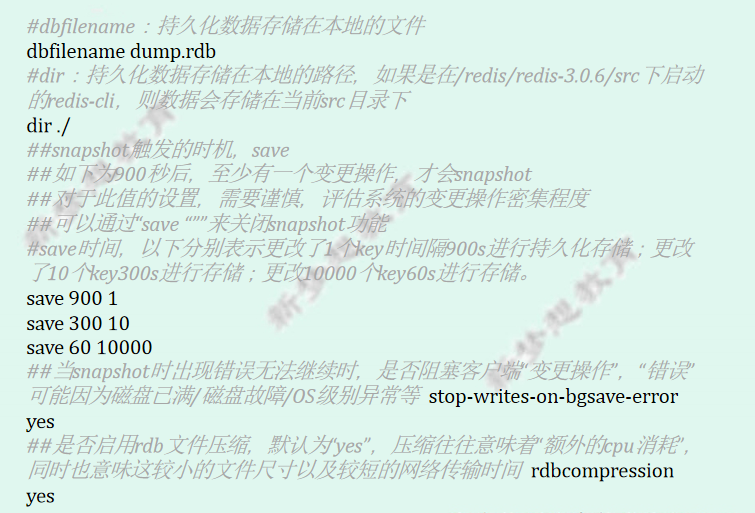 #dbfilename：持久化数据存储在本地的文件
dbfilename dump.rdb
#dir：持久化数据存储在本地的路径，如果是在/redis/redis-3.0.6/src下启动
的redis-cli，则数据会存储在当前src目录下
dir ./
##snapshot触发的时机，save
##如下为900秒后，至少有一个变更操作，才会snapshot
##对于此值的设置，需要谨慎，评估系统的变更操作密集程度
##可以通过“save “””来关闭snapshot功能
#save时间，以下分别表示更改了1个key时间隔900s进行持久化存储；更改
了10个key300s进行存储；更改10000个key60s进行存储。
save 900 1
save 300 10
save 60 10000
##当snapshot时出现错误无法继续时，是否阻塞客户端“变更操作”，“错误”
可能因为磁盘已满/磁盘故障/OS级别异常等 stop-writes-on-bgsave-error
yes
##是否启用rdb文件压缩，默认为“yes”，压缩往往意味着“额外的cpu消耗”，
同时也意味这较小的文件尺寸以及较短的网络传输时间 rdbcompression
yes
新梦想教育
新梦想教育
新梦想教育